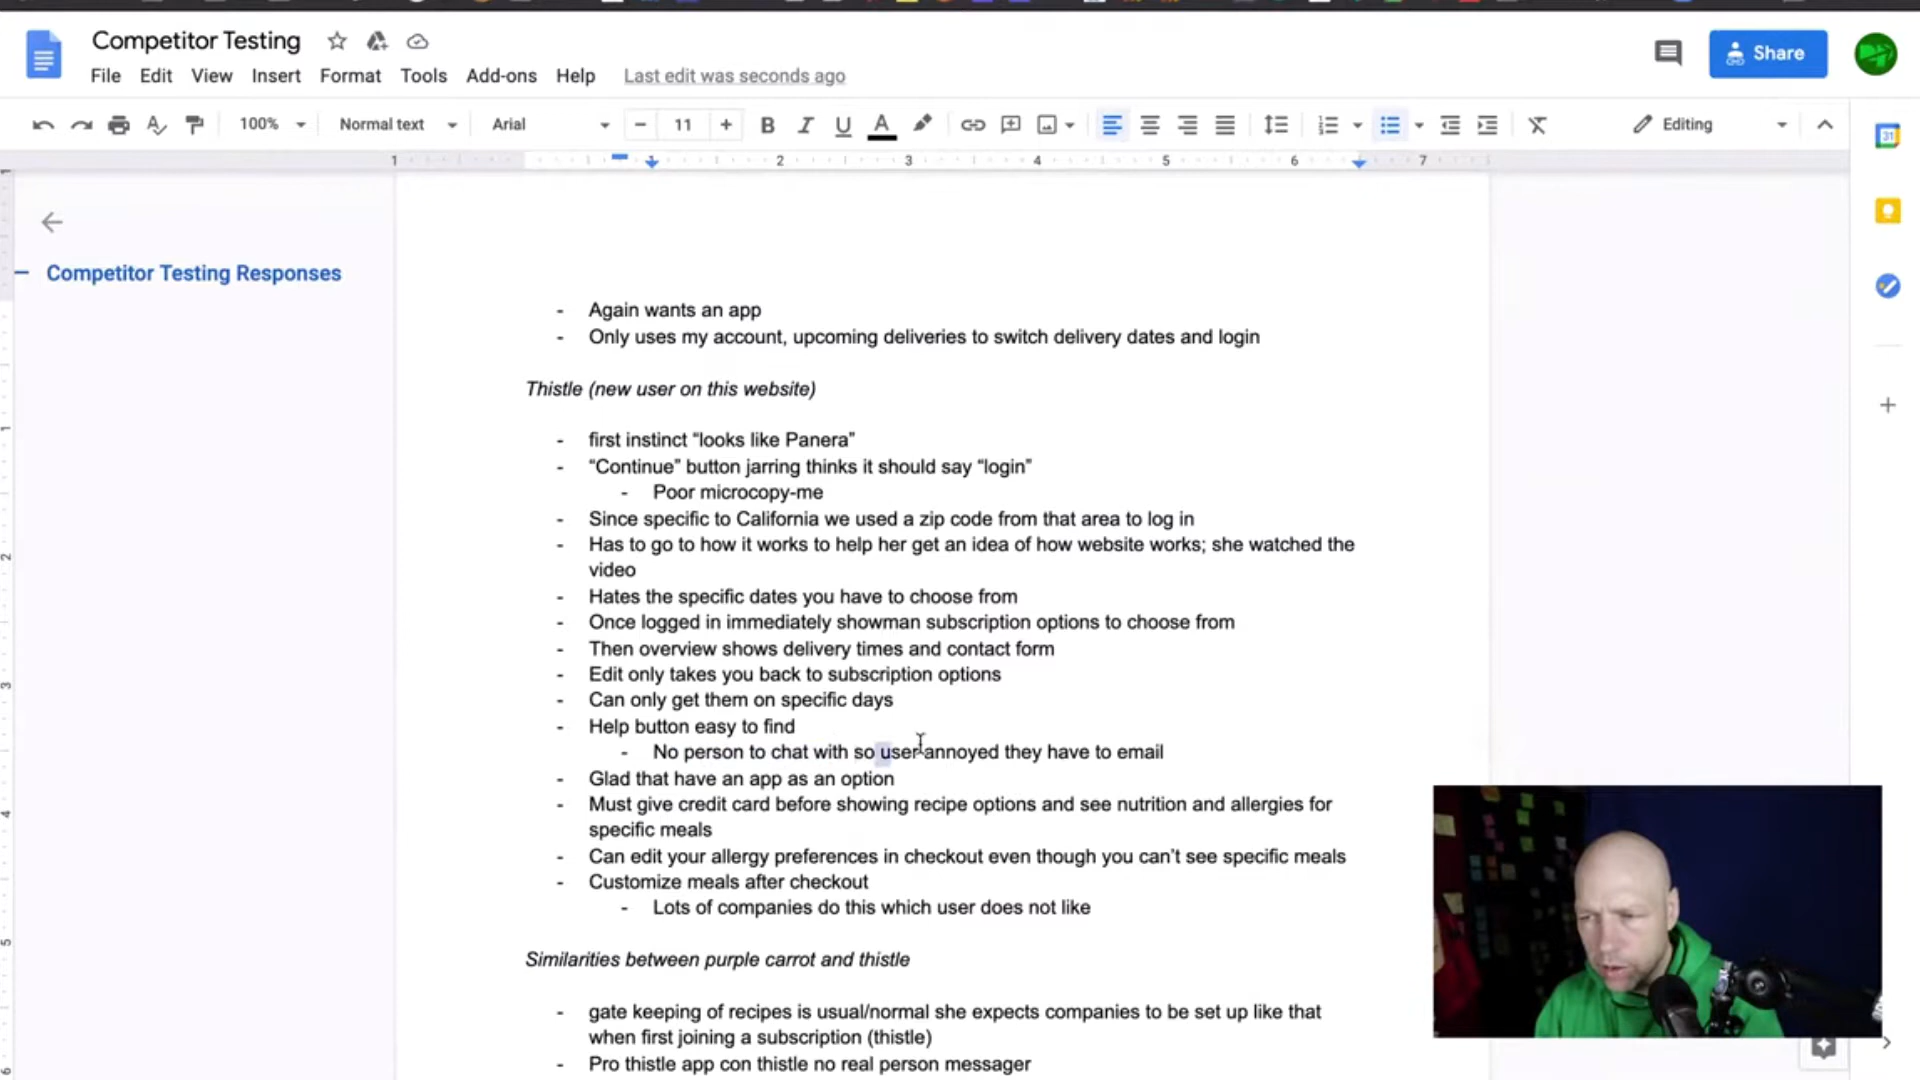 Competitor Testing
File Edit View Insert Format Tools Add-ons Help Last edit was seconds ago
Share
100% Normal text Arial 11 Editing
1 1 2 3 4 5 6 7
Competitor Testing Responses
- Again wants an app
- Only uses my account, upcoming deliveries to switch delivery dates and login
Thistle (new user on this website)
- first instinct “looks like Panera”
- “Continue” button jarring thinks it should say “login”
- Poor microcopy-me
- Since specific to California we used a zip code from that area to log in
- Has to go to how it works to help her get an idea of how website works; she watched the
video
- Hates the specific dates you have to choose from
- Once logged in immediately showman subscription options to choose from
- Then overview shows delivery times and contact form
- Edit only takes you back to subscription options
- Can only get them on specific days
- Help button easy to find
- No person to chat with so user annoyed they have to email
- Glad that have an app as an option
- Must give credit card before showing recipe options and see nutrition and allergies for
specific meals
- Can edit your allergy preferences in checkout even though you can’t see specific meals
- Customize meals after checkout
- Lots of companies do this which user does not like
Similarities between purple carrot and thistle
- gate keeping of recipes is usual/normal she expects companies to be set up like that
when first joining a subscription (thistle)
- Pro thistle app con thistle no real person messager